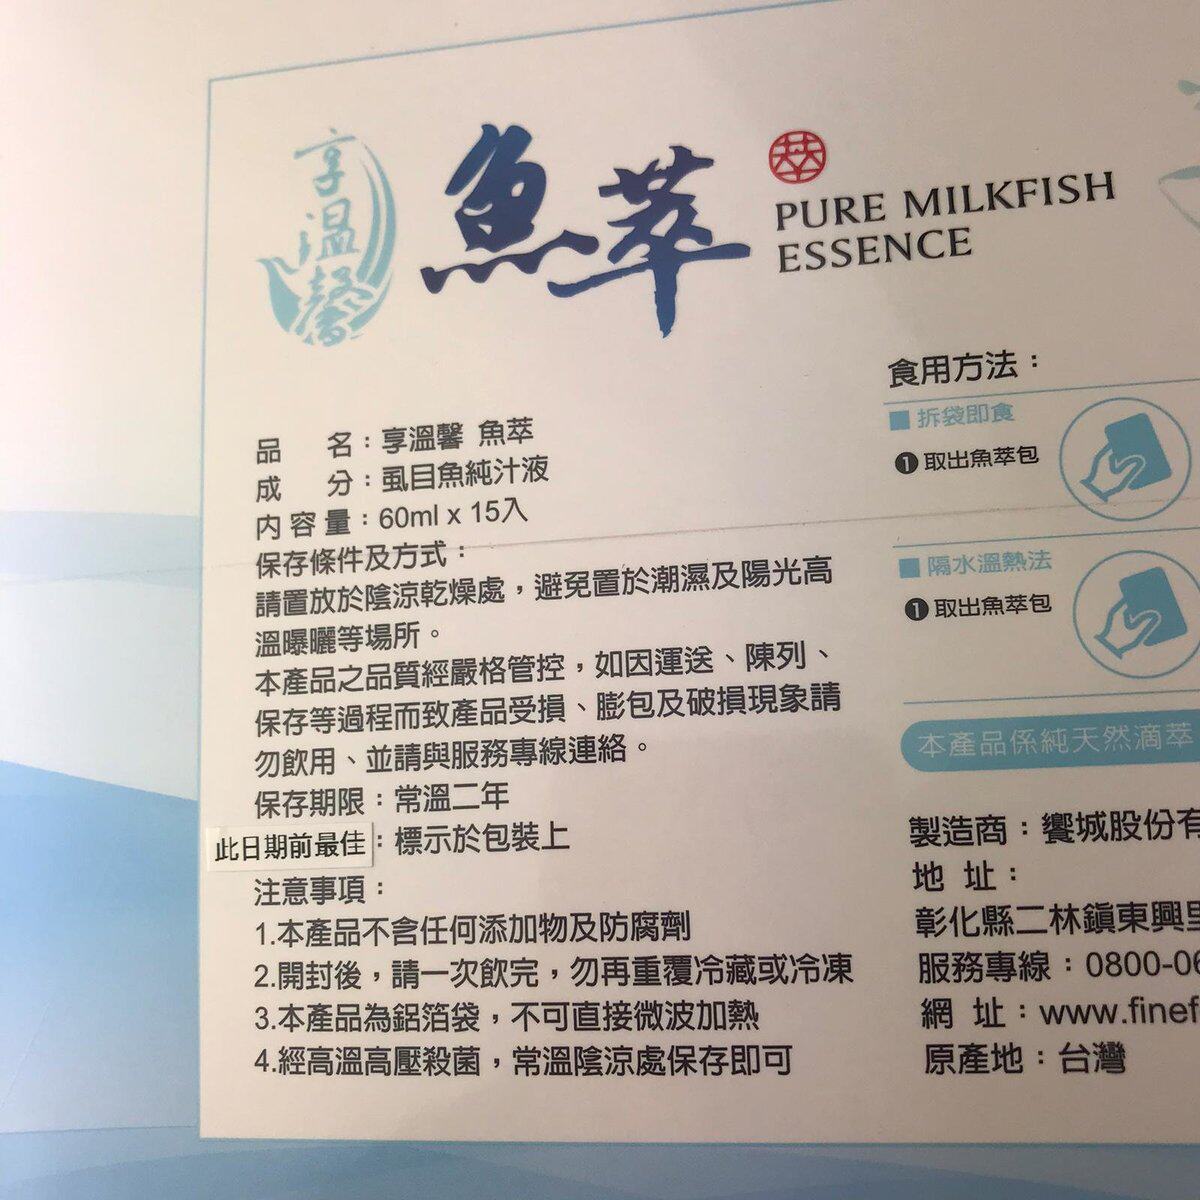 享溫馨
魚萃
萃
PURE MILKFISH
ESSENCE
品 名：享溫馨 魚萃
成 分：虱目魚純汁液
內容量：60ml x 15入
保存條件及方式：
請置放於陰涼乾燥處，避免置於潮濕及陽光高
溫曝曬等場所。
本產品之品質經嚴格管控，如因運送、陳列、
保存等過程而致產品受損、膨包及破損現象請
勿飲用、並請與服務專線連絡。
保存期限：常溫二年
此日期前最佳：標示於包裝上
注意事項：
1.本產品不含任何添加物及防腐劑
2.開封後，請一次飲完，勿再重覆冷藏或冷凍
3.本產品為鋁箔袋，不可直接微波加熱
4.經高溫高壓殺菌，常溫陰涼處保存即可
食用方法：
拆袋即食
❶取出魚萃包
隔水溫熱法
❶取出魚萃包
本產品係純天然滴萃
製造商：饗城股份有
地 址：
彰化縣二林鎮東興里
服務專線：0800-06
網 址：www.finef
原產地：台灣